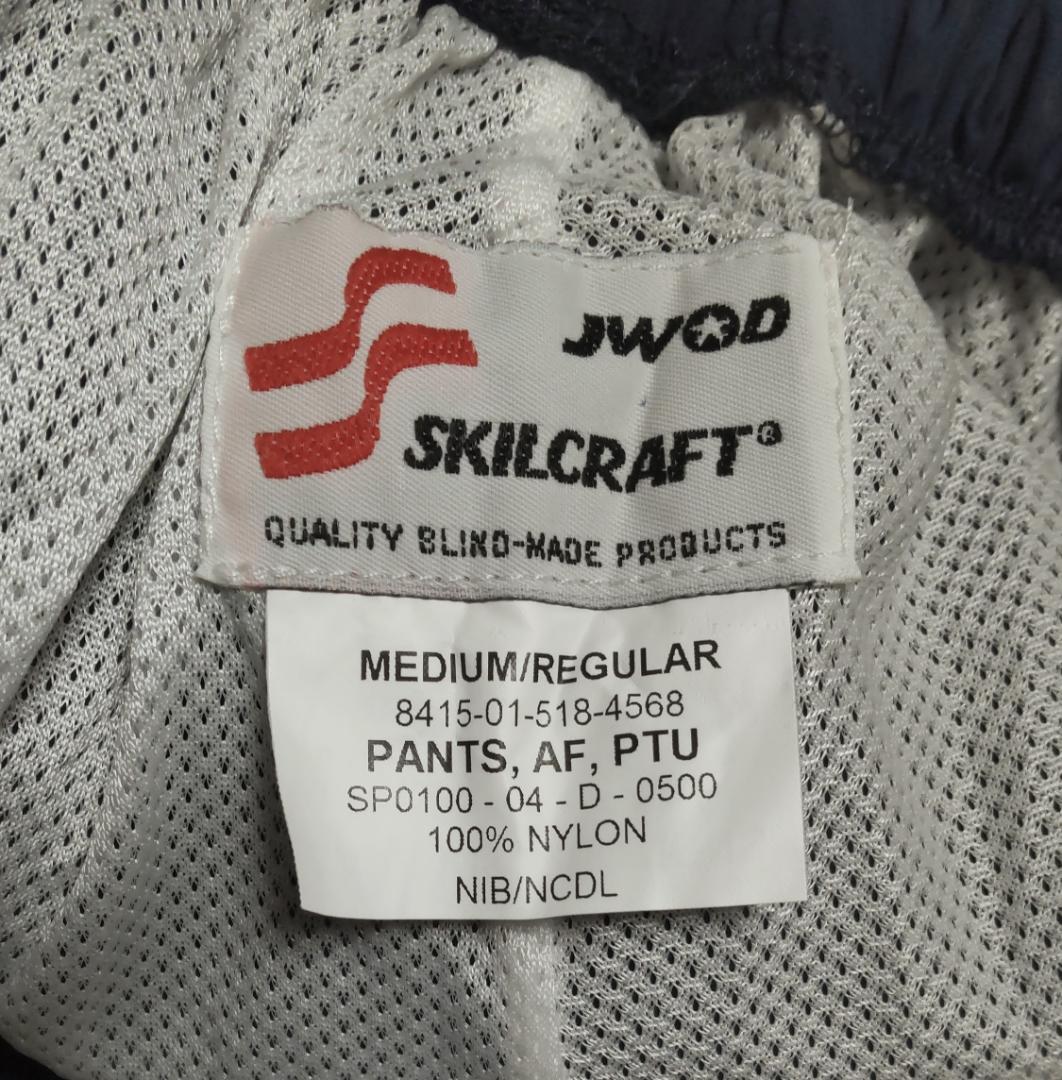 JWOD
SKILCRAFT®
QUALITY BLIND-MADE PRODUCTS
MEDIUM/REGULAR
8415-01-518-4568
PANTS, AF, PTU
SP0100 - 04 - D - 0500
100% NYLON
NIB/NCDL